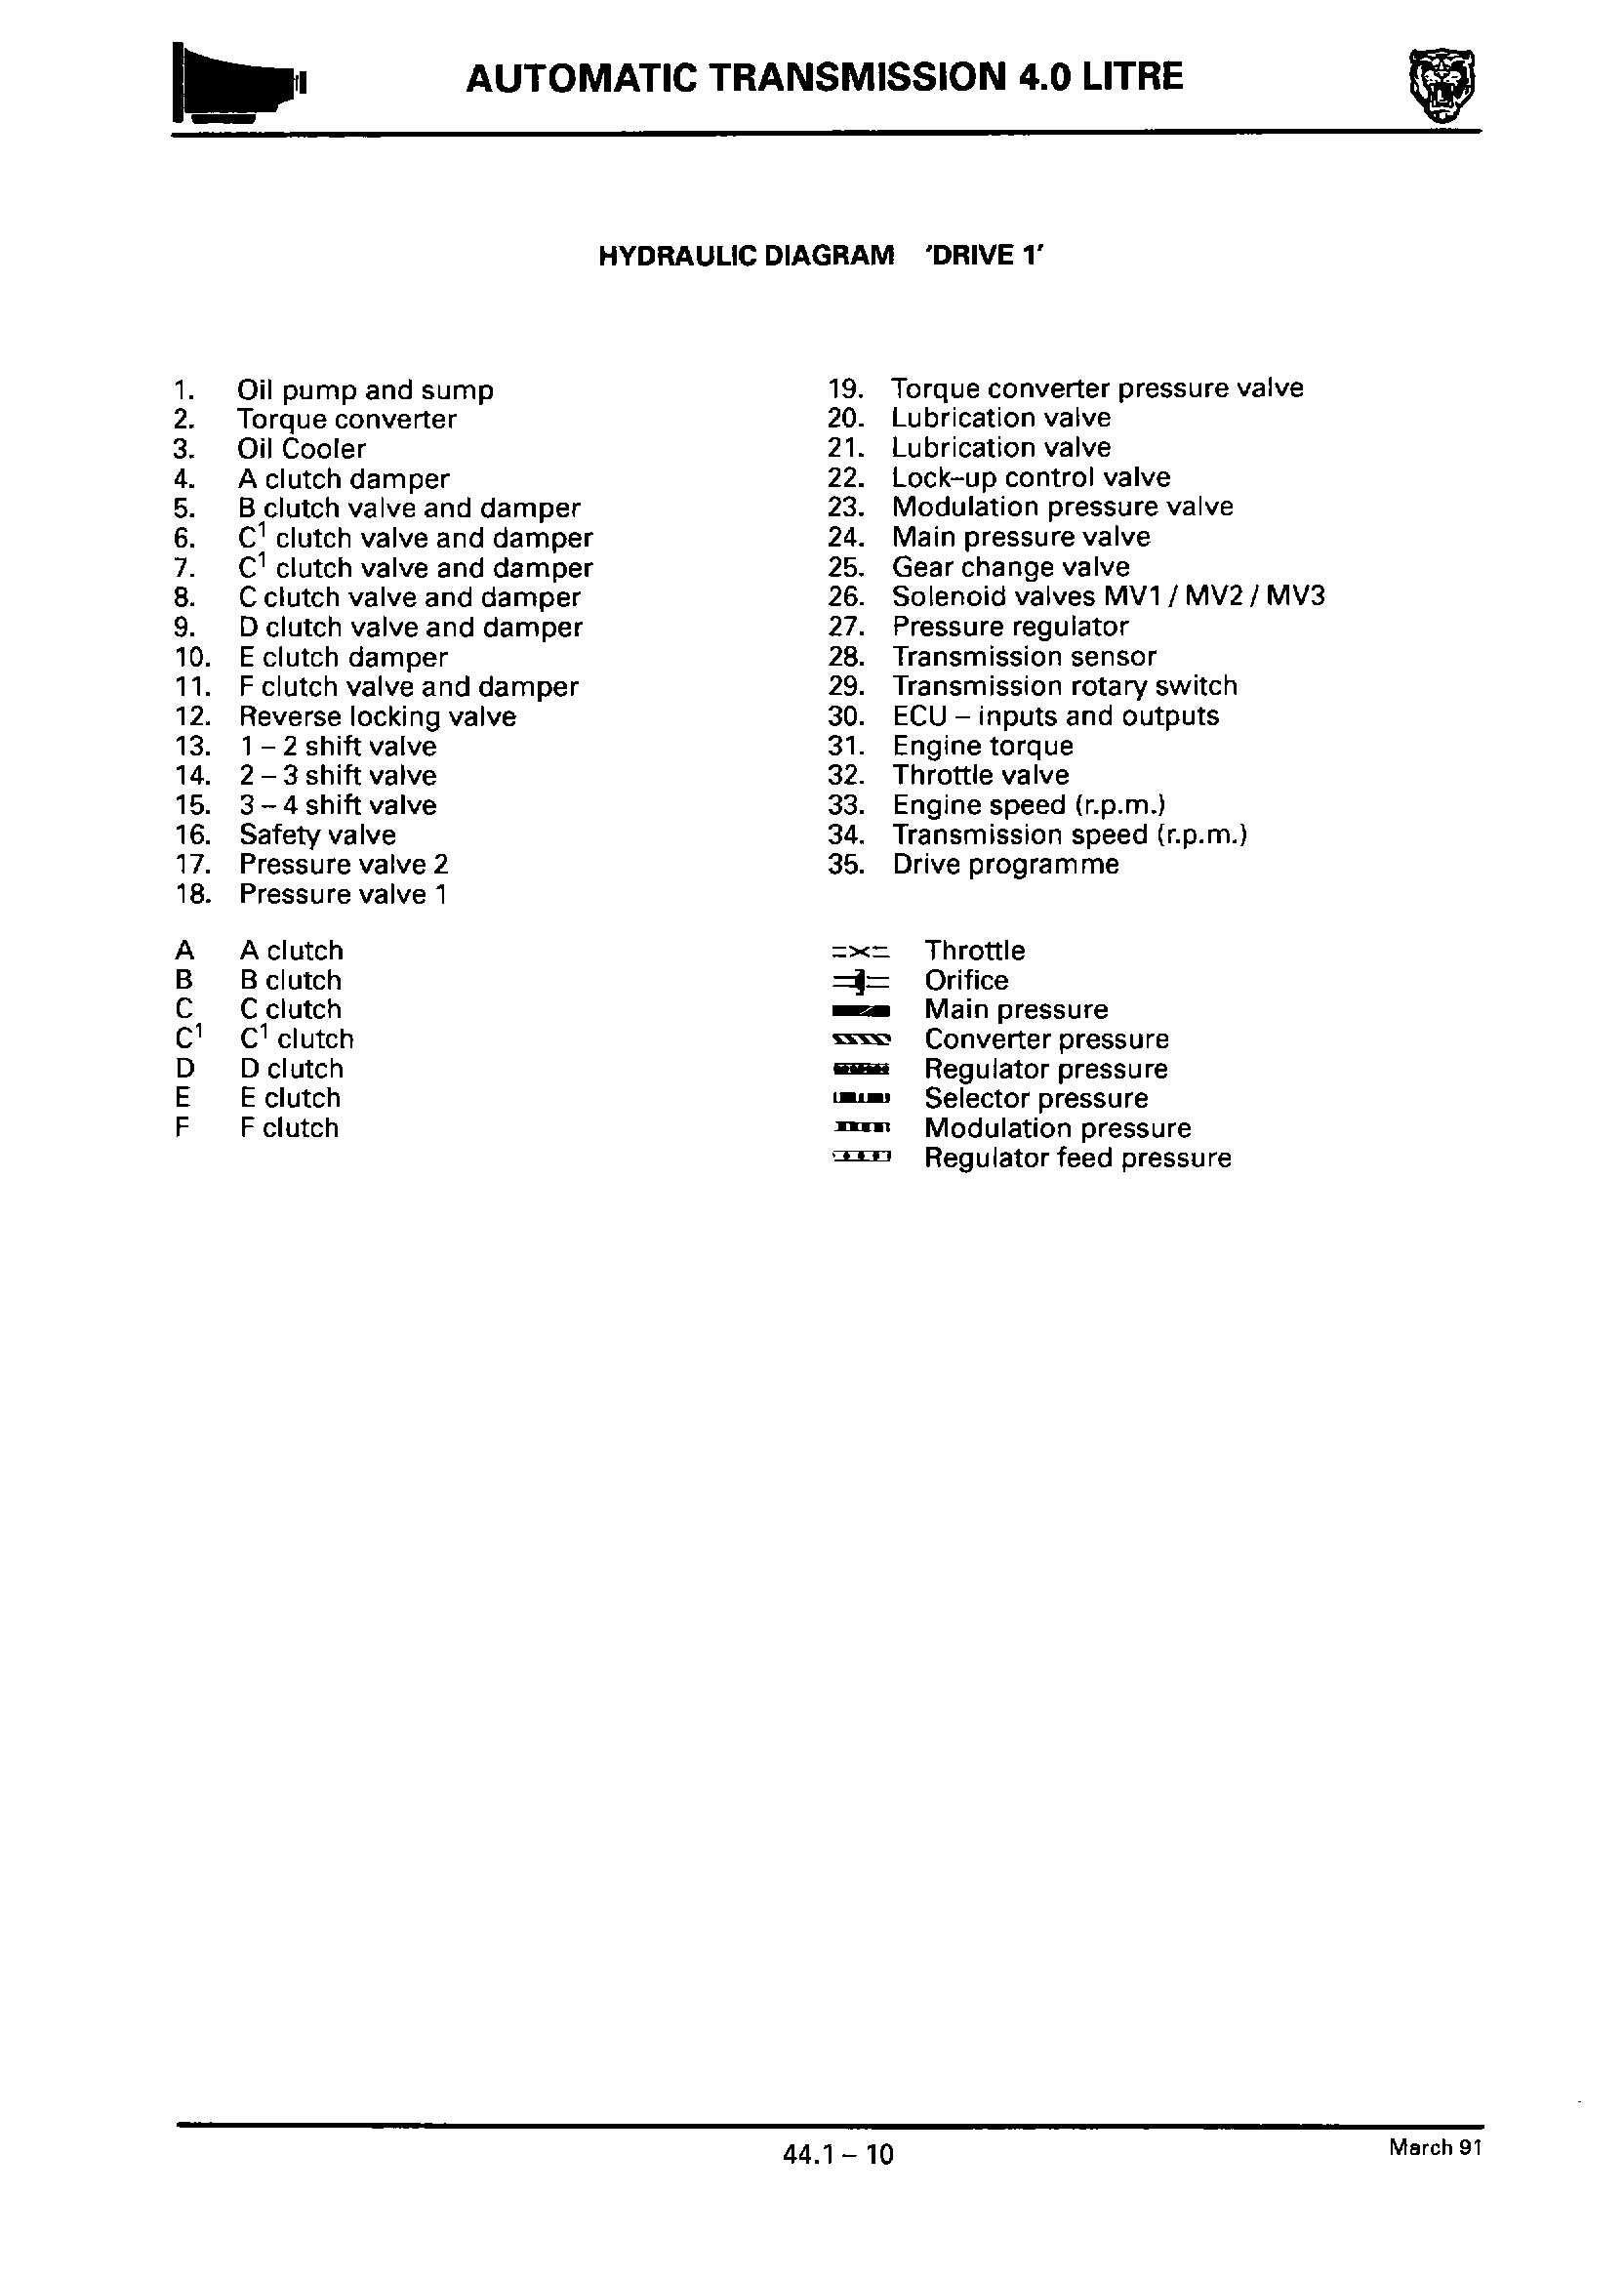 AUTOMATIC TRANSMISSION 4.0 LITRE
HYDRAULIC DIAGRAM 'DRIVE 1'
1. Oil pump and sump
2. Torque converter
3. Oil Cooler
4. A clutch damper
5. B clutch valve and damper
6. C¹ clutch valve and damper
7. C¹ clutch valve and damper
8. C clutch valve and damper
9. D clutch valve and damper
10. E clutch damper
11. F clutch valve and damper
12. Reverse locking valve
13. 1 – 2 shift valve
14. 2 – 3 shift valve
15. 3 – 4 shift valve
16. Safety valve
17. Pressure valve 2
18. Pressure valve 1
19. Torque converter pressure valve
20. Lubrication valve
21. Lubrication valve
22. Lock–up control valve
23. Modulation pressure valve
24. Main pressure valve
25. Gear change valve
26. Solenoid valves MV1 / MV2 / MV3
27. Pressure regulator
28. Transmission sensor
29. Transmission rotary switch
30. ECU – inputs and outputs
31. Engine torque
32. Throttle valve
33. Engine speed (r.p.m.)
34. Transmission speed (r.p.m.)
35. Drive programme
A A clutch
B B clutch
C C clutch
C¹ C¹ clutch
D D clutch
E E clutch
F F clutch
Throttle
Orifice
Main pressure
Converter pressure
Regulator pressure
Selector pressure
Modulation pressure
Regulator feed pressure
44.1 – 10
March 91